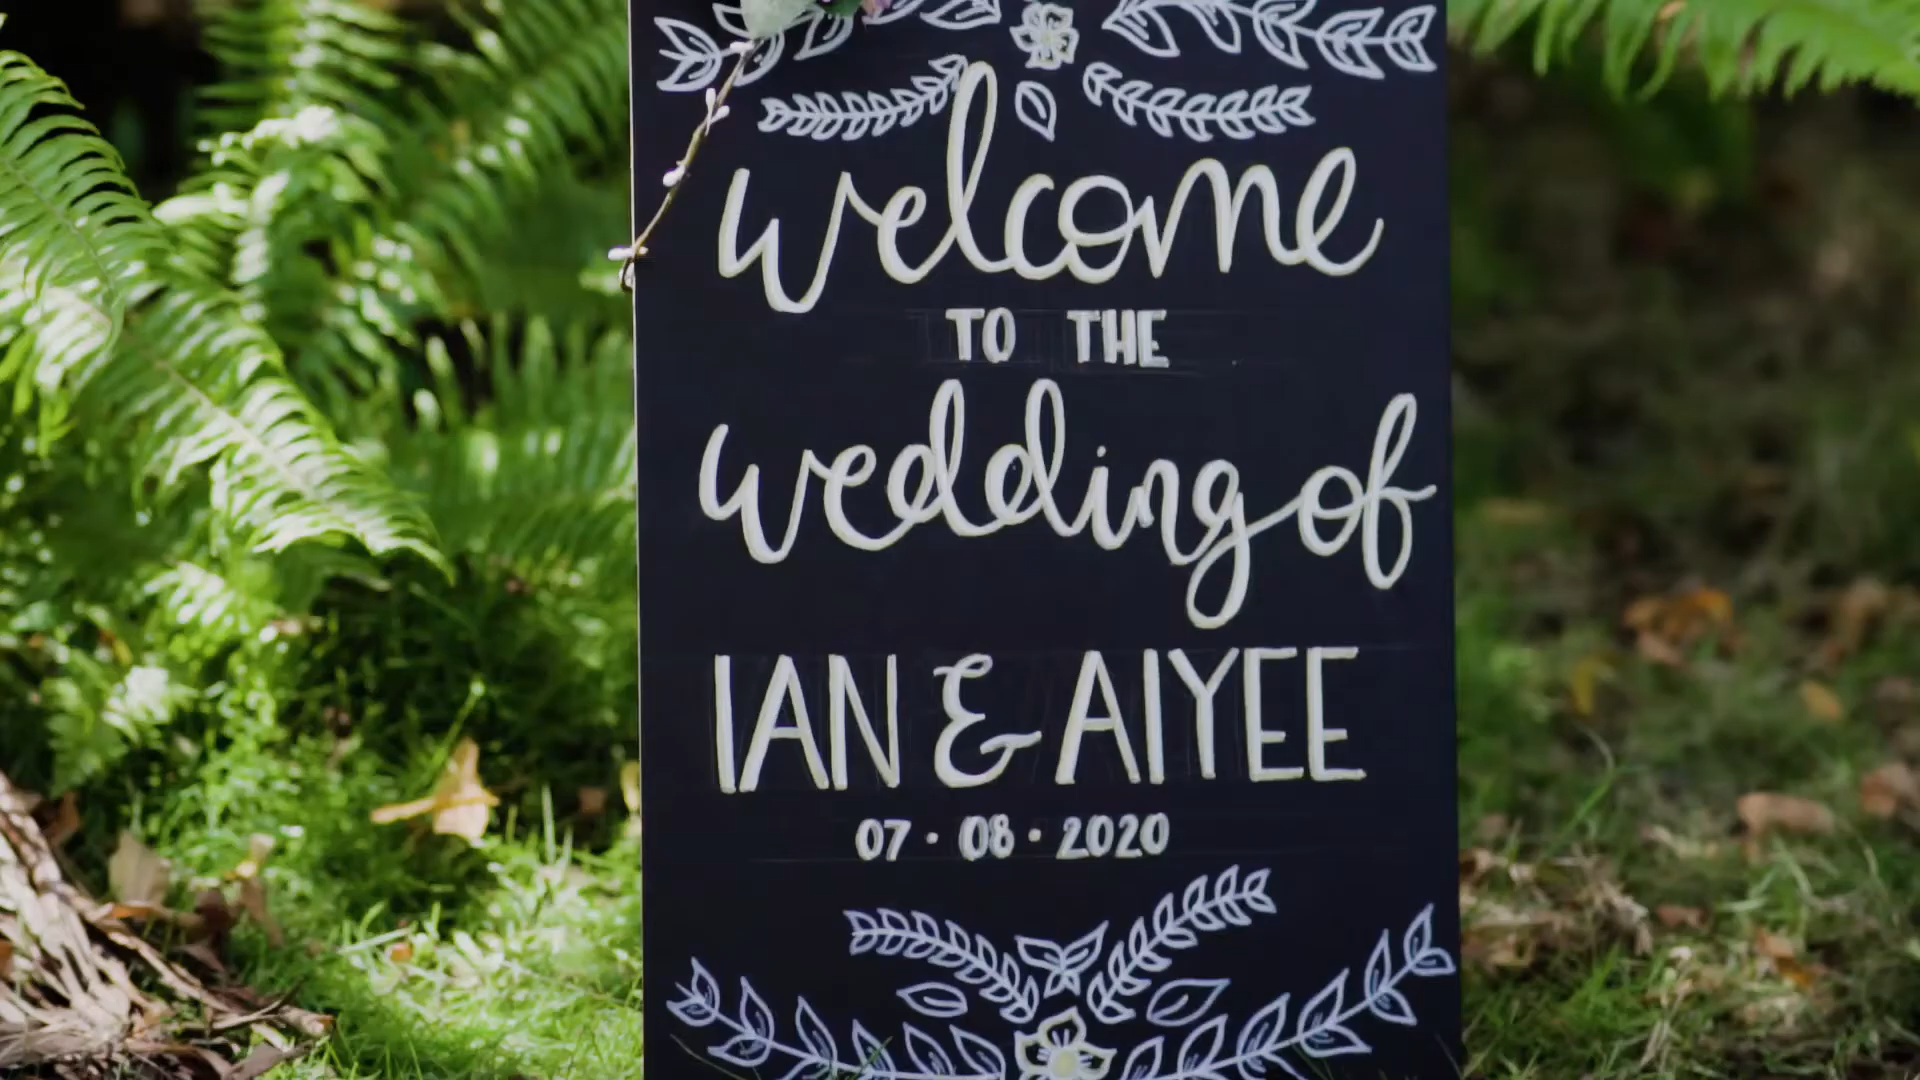 welcome
TO THE
wedding of
IAN & AIYEE
07 · 08 · 2020